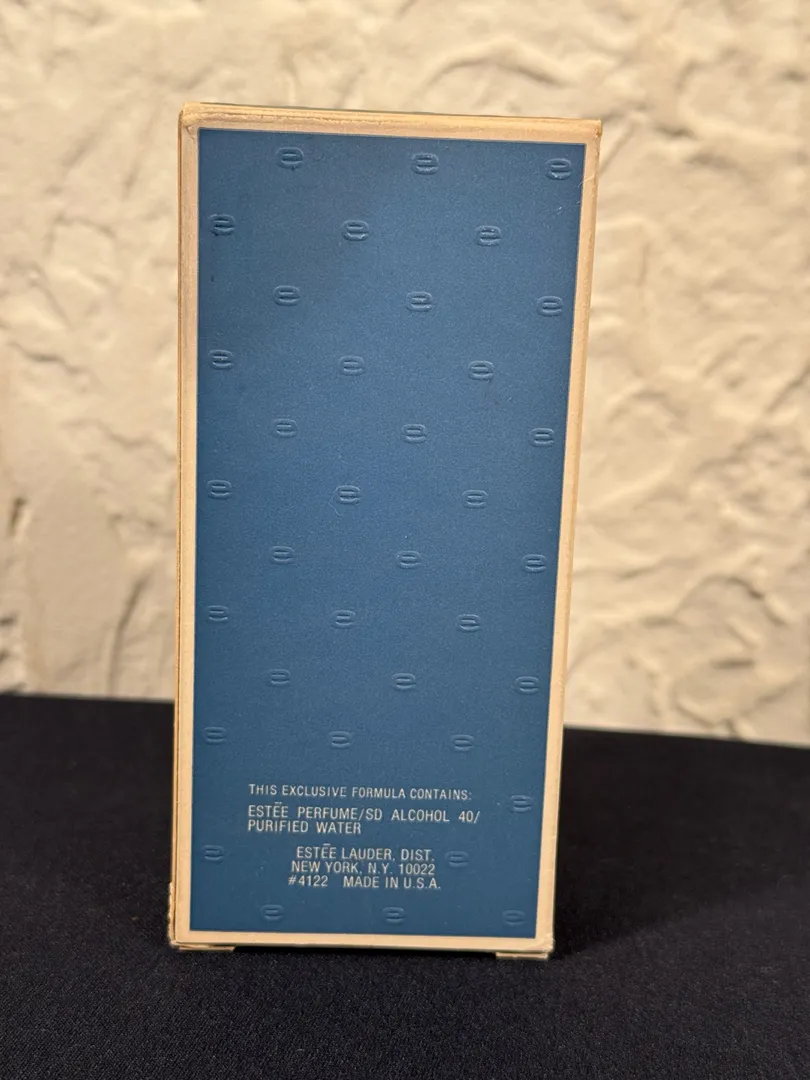 THIS EXCLUSIVE FORMULA CONTAINS:
ESTĒE PERFUME/SD ALCOHOL 40/
PURIFIED WATER
ESTĒE LAUDER, DIST.
NEW YORK, N.Y. 10022
#4122 MADE IN U.S.A.